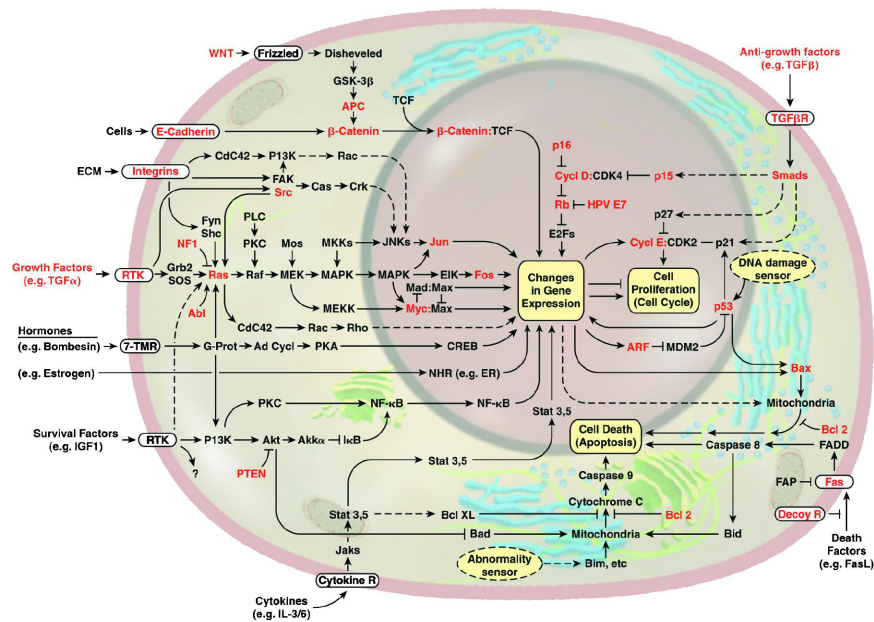 WNT
Frizzled
Disheveled
GSK-3β
APC
TCF
Cells
E-Cadherin
β-Catenin
β-Catenin:TCF
Anti-growth factors
(e.g. TGFβ)
TGFβR
Smads
ECM
Integrins
CdC42
P13K
Rac
FAK
Src
Cas
Crk
p16
Cycl D:CDK4
p15
Rb
HPV E7
E2Fs
p27
Cycl E:CDK2
p21
DNA damage
sensor
Fyn
Shc
PLC
PKC
NF1
Mos
MKKs
JNKs
Jun
Growth Factors
(e.g. TGFα)
RTK
Grb2
SOS
Ras
Raf
MEK
MAPK
MAPK
ElK
Fos
Mad:Max
Abl
MEKK
Myc:Max
CdC42
Rac
Rho
Changes
in Gene
Expression
Cell
Proliferation
(Cell Cycle)
p53
ARF
MDM2
Bax
Hormones
(e.g. Bombesin)
7-TMR
G-Prot
Ad Cycl
PKA
CREB
(e.g. Estrogen)
NHR (e.g. ER)
PKC
NF-κB
NF-κB
Stat 3,5
Mitochondria
Bcl 2
Survival Factors
(e.g. IGF1)
RTK
P13K
Akt
Akkα
IκB
?
PTEN
Stat 3,5
Cell Death
(Apoptosis)
Caspase 8
FADD
Caspase 9
FAP
Fas
Cytochrome C
Stat 3,5
Bcl XL
Bcl 2
Decoy R
Bad
Mitochondria
Bid
Death
Factors
(e.g. FasL)
Jaks
Abnormality
sensor
Bim, etc
Cytokine R
Cytokines
(e.g. IL-3/6)